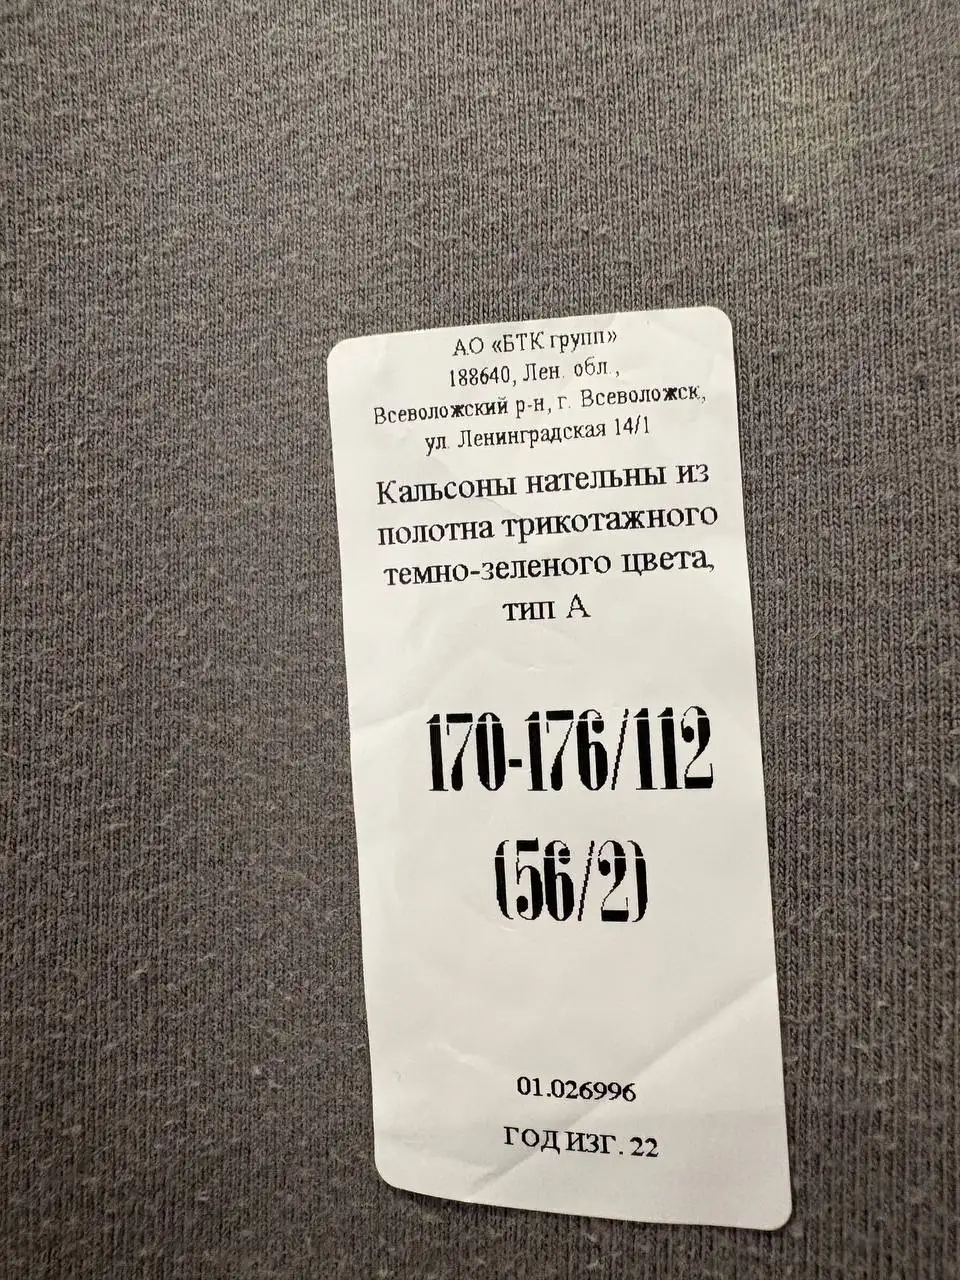 АО «БТК групп»
188640, Лен. обл.,
Всеволожский р-н, г. Всеволожск,
ул. Ленинградская 14/1
Кальсоны нательны из
полотна трикотажного
темно-зеленого цвета,
тип А
170-176/112
(56/2)
01.026996
ГОД ИЗГ. 22